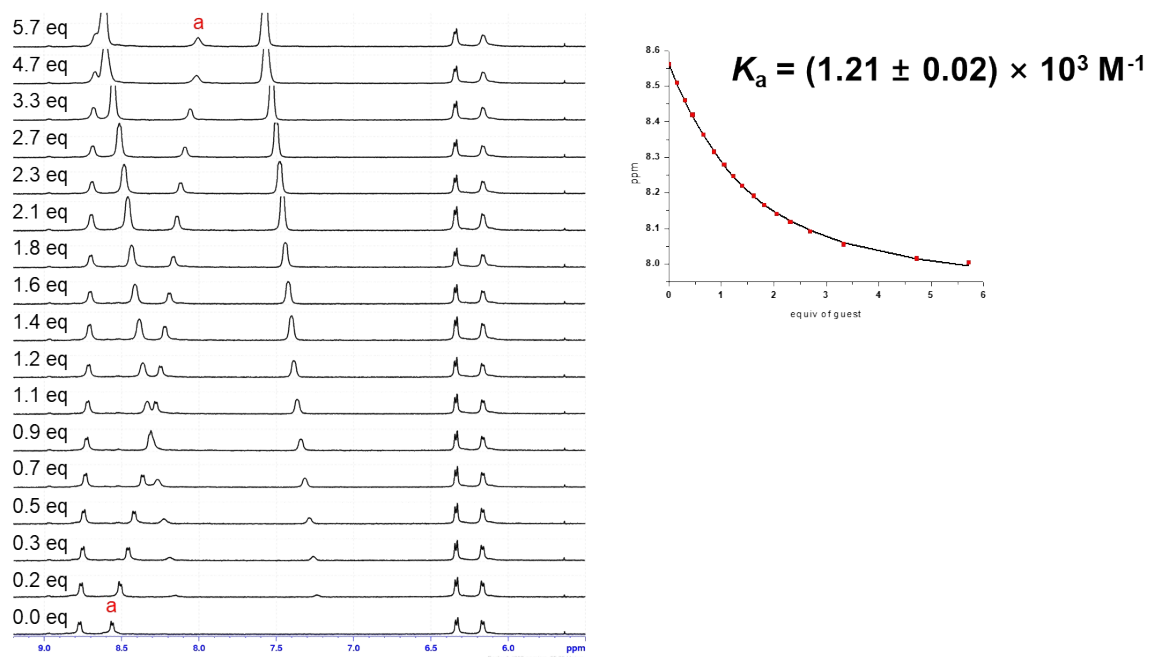 5.7 eq
a
4.7 eq
3.3 eq
2.7 eq
2.3 eq
2.1 eq
1.8 eq
1.6 eq
1.4 eq
1.2 eq
1.1 eq
0.9 eq
0.7 eq
0.5 eq
0.3 eq
0.2 eq
a
0.0 eq
9.0 8.5 8.0 7.5 7.0 6.5 6.0 ppm
Ka = (1.21 ± 0.02) × 10³ M⁻¹
8.6
8.5
8.4
8.3
8.2
8.1
8.0
ppm
0 1 2 3 4 5 6
equiv of guest